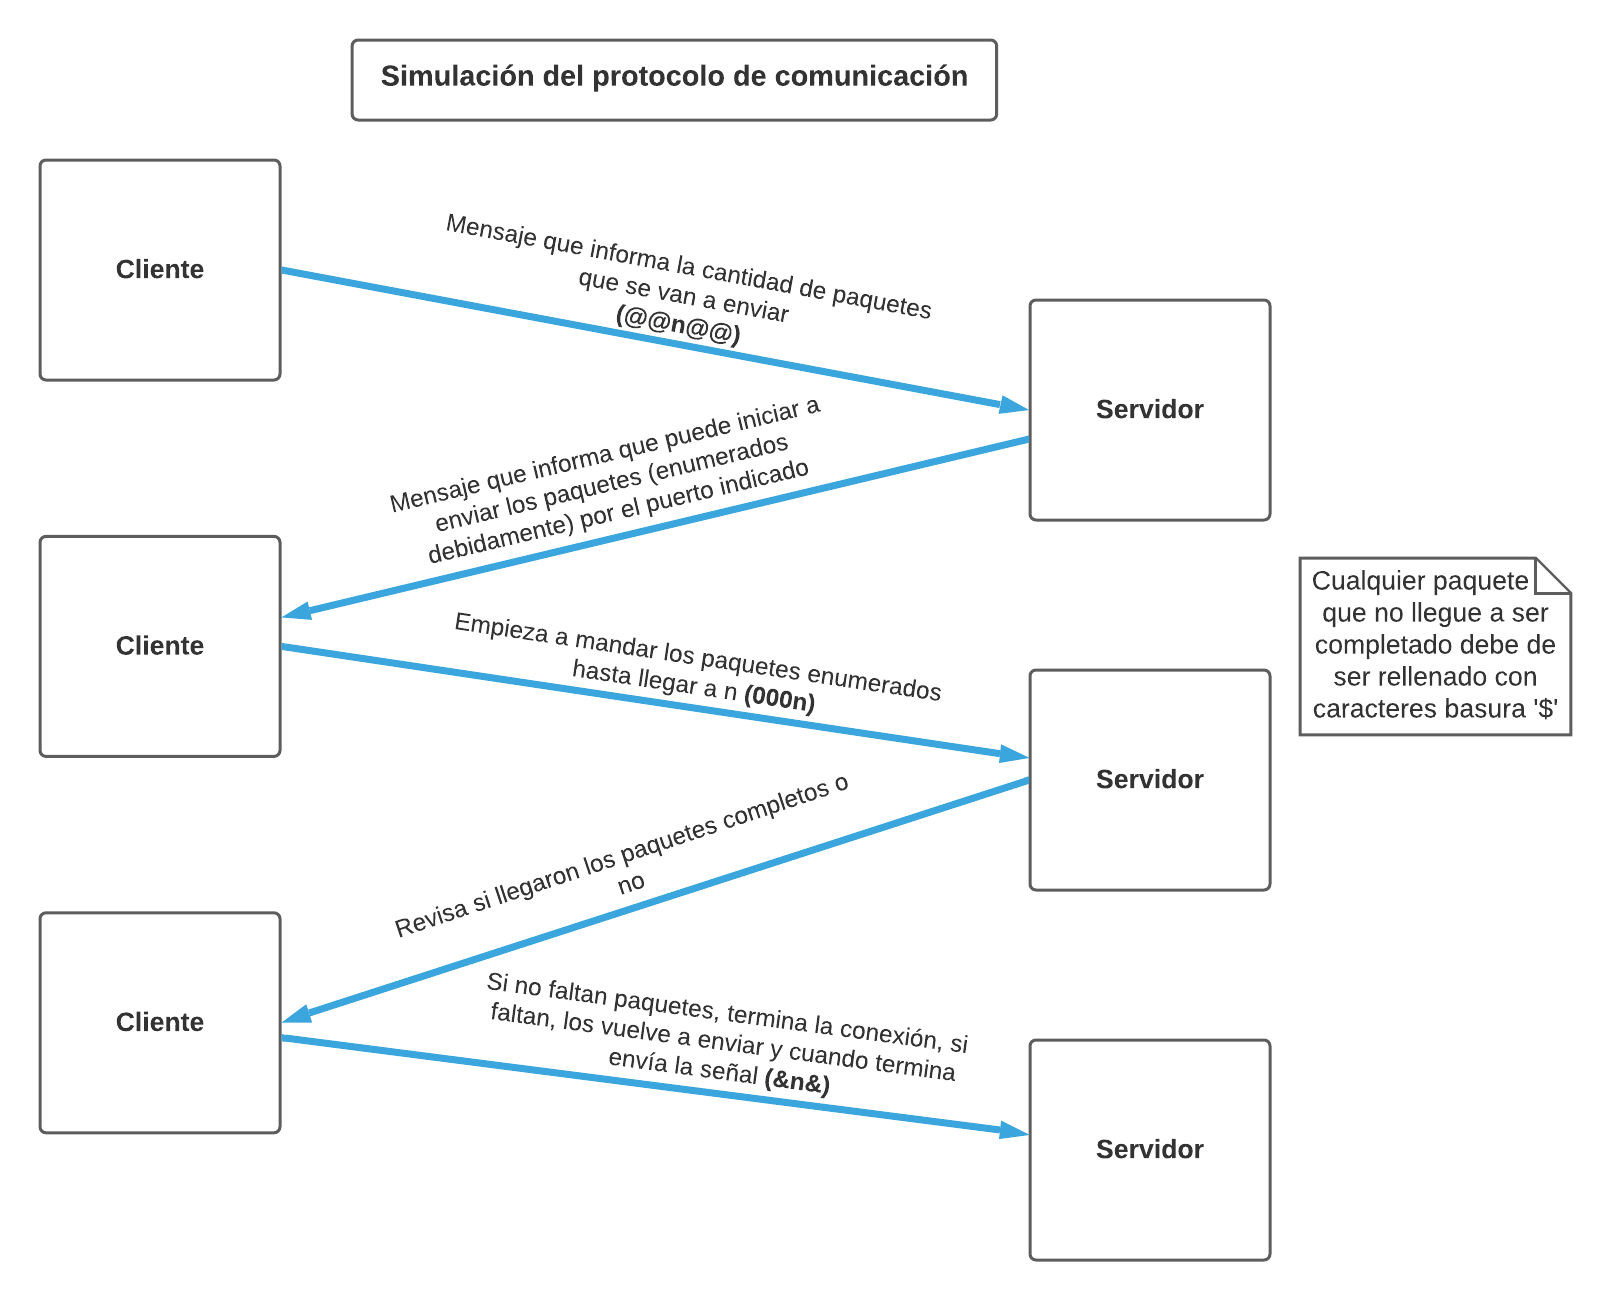 Simulación del protocolo de comunicación
Cliente
Mensaje que informa la cantidad de paquetes
que se van a enviar
(@@n@@)
Servidor
Mensaje que informa que puede iniciar a
enviar los paquetes (enumerados
debidamente) por el puerto indicado
Cliente
Empieza a mandar los paquetes enumerados
hasta llegar a n (000n)
Servidor
Cualquier paquete
que no llegue a ser
completado debe de
ser rellenado con
caracteres basura '$'
Revisa si llegaron los paquetes completos o
no
Cliente
Si no faltan paquetes, termina la conexión, si
faltan, los vuelve a enviar y cuando termina
envía la señal (&n&)
Servidor